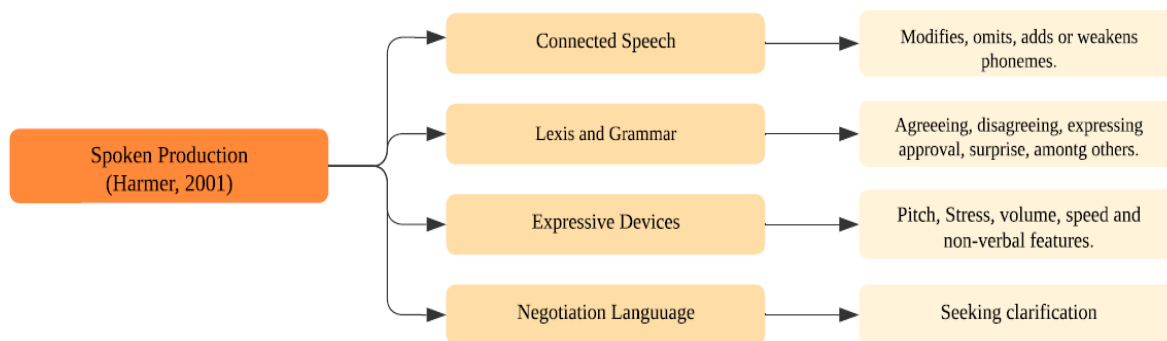 Spoken Production
(Harmer, 2001)
Connected Speech
Modifies, omits, adds or weakens
phonemes.
Lexis and Grammar
Agreeeing, disagreeing, expressing
approval, surprise, amontg others.
Expressive Devices
Pitch, Stress, volume, speed and
non-verbal features.
Negotiation Languuage
Seeking clarification